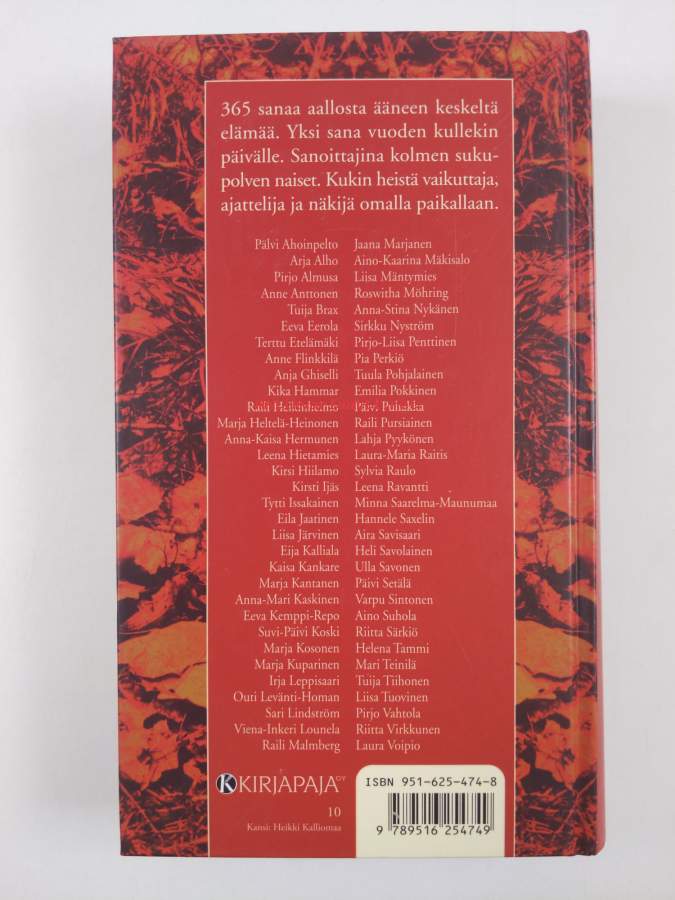 365 sanaa aallosta ääneen keskeltä
elämää. Yksi sana vuoden kullekin
päivälle. Sanoittajina kolmen suku-
polven naiset. Kukin heistä vaikuttaja,
ajattelija ja näkijä omalla paikallaan.
Pälvi Ahoinpelto
Arja Alho
Pirjo Almusa
Anne Anttonen
Tuija Brax
Eeva Eerola
Terttu Etelämäki
Anne Flinkkilä
Anja Ghiselli
Kika Hammar
Raili Heikinheimo
Marja Heltelä-Heinonen
Anna-Kaisa Hermunen
Leena Hietamies
Kirsi Hiilamo
Kirsti Ijäs
Tytti Issakainen
Eila Jaatinen
Liisa Järvinen
Eija Kalliala
Kaisa Kankare
Marja Kantanen
Anna-Mari Kaskinen
Eeva Kemppi-Repo
Suvi-Päivi Koski
Marja Kosonen
Marja Kuparinen
Irja Leppisaari
Outi Levänti-Homan
Sari Lindström
Viena-Inkeri Lounela
Raili Malmberg
Jaana Marjanen
Aino-Kaarina Mäkisalo
Liisa Mäntymies
Roswitha Möhring
Anna-Stina Nykänen
Sirkku Nyström
Pirjo-Liisa Penttinen
Pia Perkiö
Tuula Pohjalainen
Emilia Pokkinen
Päivi Puhakka
Raili Pursiainen
Lahja Pyykönen
Laura-Maria Raitis
Sylvia Raulo
Leena Ravantti
Minna Saarelma-Maunumaa
Hannele Saxelin
Aira Savisaari
Heli Savolainen
Ulla Savonen
Päivi Setälä
Varpu Sintonen
Aino Suhola
Riitta Särkiö
Helena Tammi
Mari Teinilä
Tuija Tiihonen
Liisa Tuovinen
Pirjo Vahtola
Riitta Virkkunen
Laura Voipio
KIRJAPAJA OY
10
Kansi: Heikki Kalliomaa
ISBN 951-625-474-8
9 789516 254749